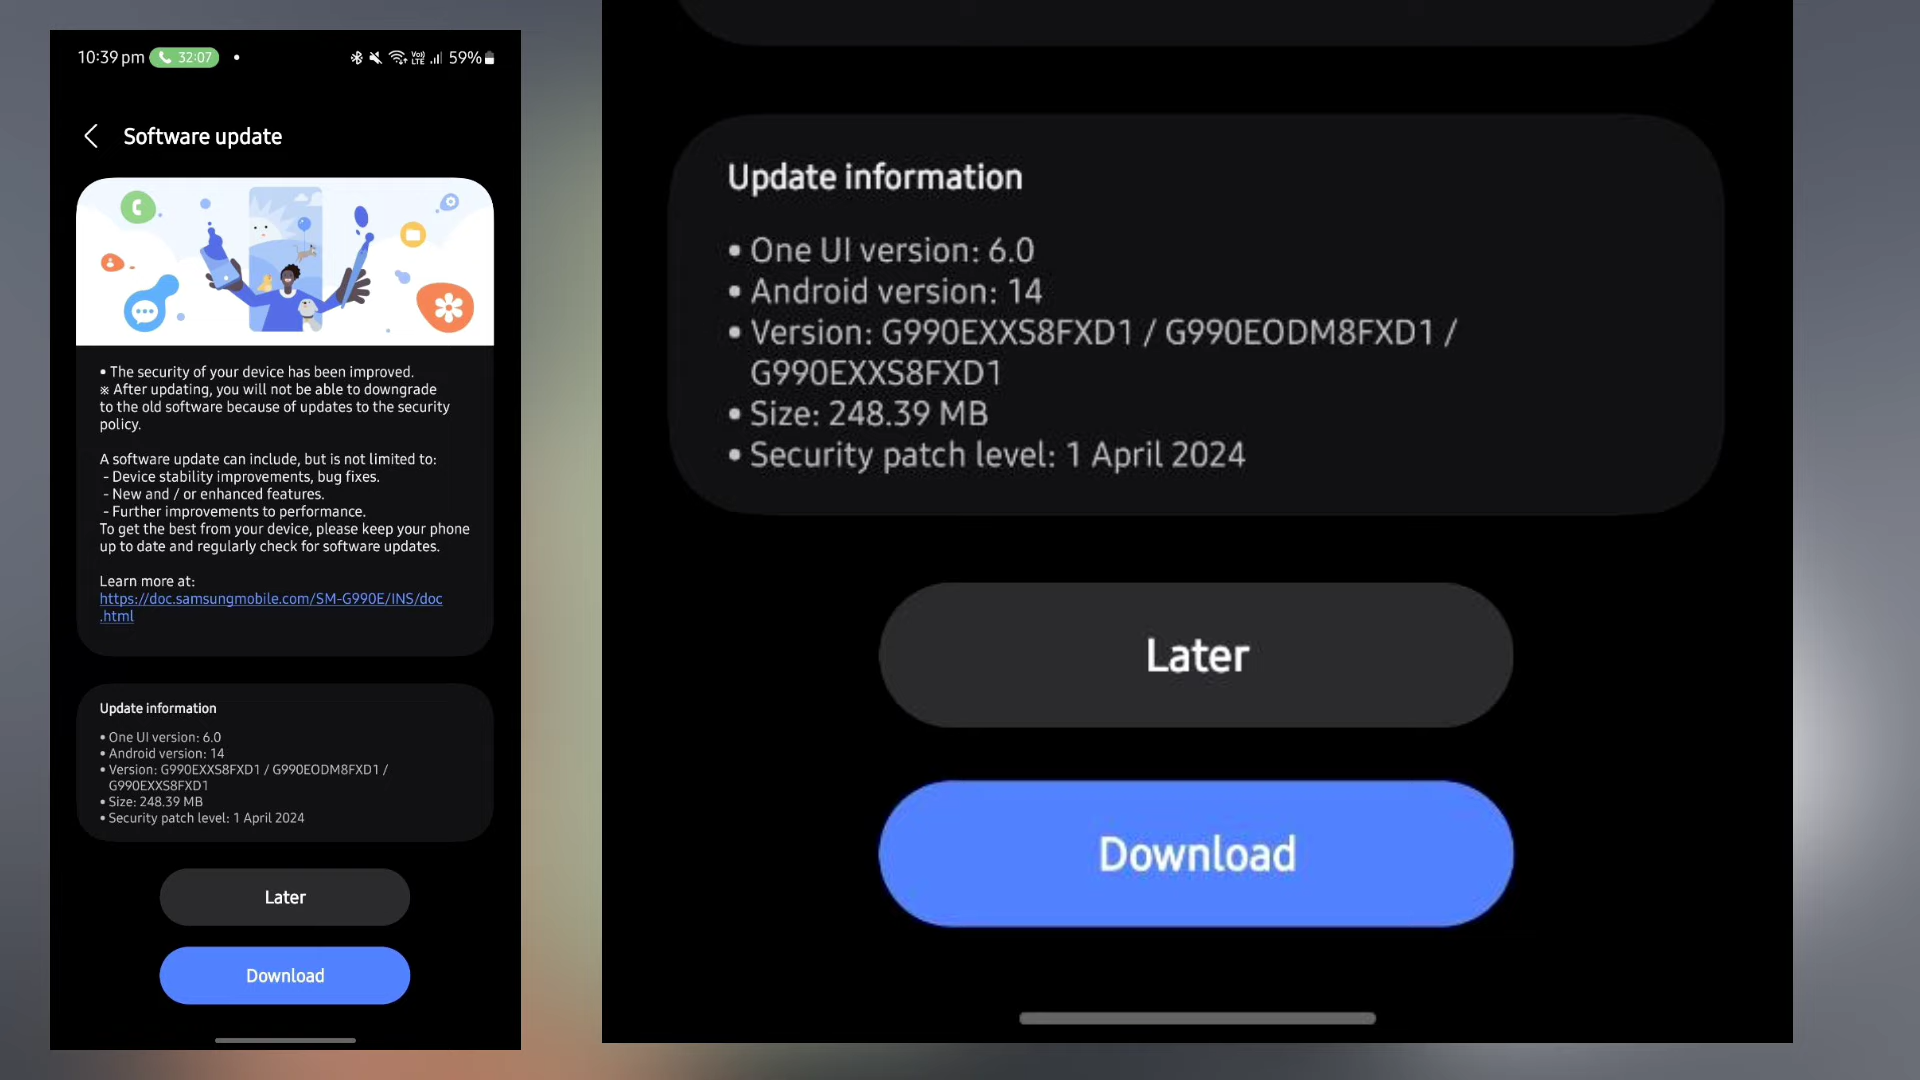 10:39 pm 32:07 Vo) LTE 59%
Software update
• The security of your device has been improved.
※ After updating, you will not be able to downgrade
to the old software because of updates to the security
policy.
A software update can include, but is not limited to:
- Device stability improvements, bug fixes.
- New and / or enhanced features.
- Further improvements to performance.
To get the best from your device, please keep your phone
up to date and regularly check for software updates.
Learn more at:
https://doc.samsungmobile.com/SM-G990E/INS/doc
.html
Update information
• One UI version: 6.0
• Android version: 14
• Version: G990EXXS8FXD1 / G990EODM8FXD1 /
G990EXXS8FXD1
• Size: 248.39 MB
• Security patch level: 1 April 2024
Later
Download
Update information
• One UI version: 6.0
• Android version: 14
• Version: G990EXXS8FXD1 / G990EODM8FXD1 /
G990EXXS8FXD1
• Size: 248.39 MB
• Security patch level: 1 April 2024
Later
Download